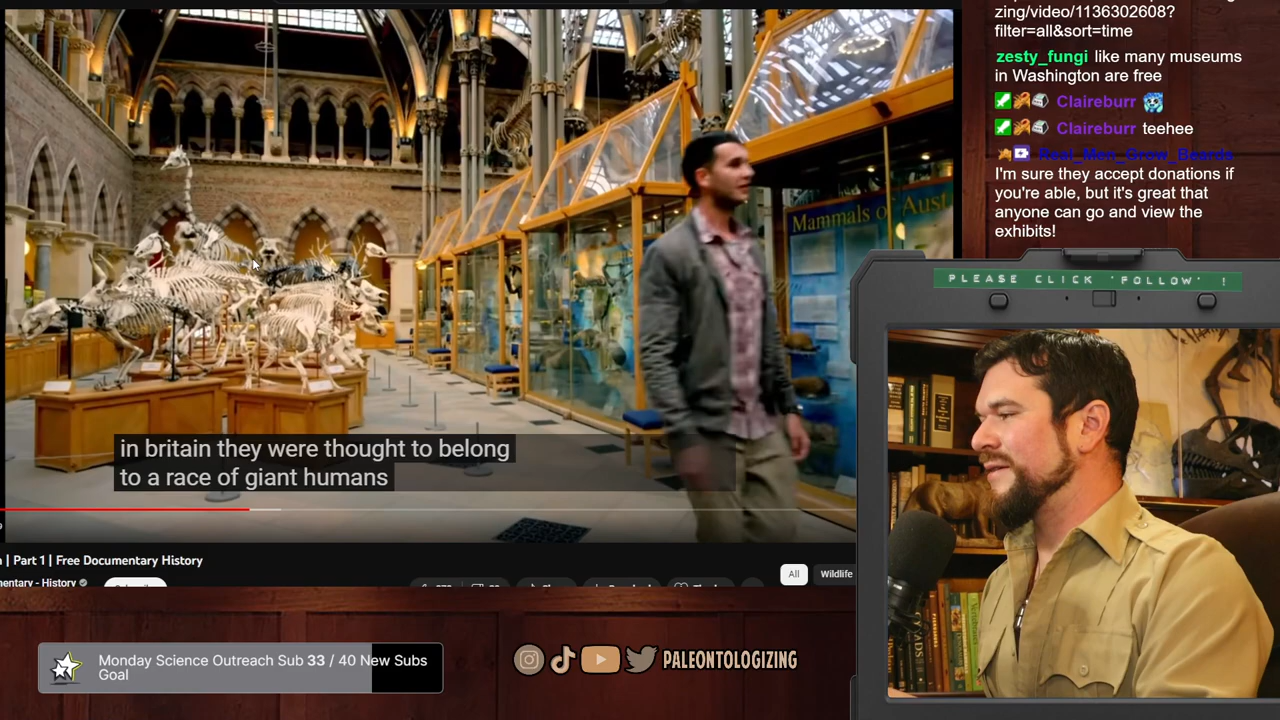 zing/video/1136302608?
filter=all&sort=time
zesty_fungi like many museums
in Washington are free
Claireburr
Claireburr teehee
Real_Men_Grow_Beards
I'm sure they accept donations if
you're able, but it's great that
anyone can go and view the
exhibits!
PLEASE CLICK 'FOLLOW' !
Mammals of Aust
in britain they were thought to belong
to a race of giant humans
| Part 1 | Free Documentary History
mentary - History
All
Wildlife
CYCADS
Monday Science Outreach Sub 33 / 40 New Subs
Goal
PALEONTOLOGIZING